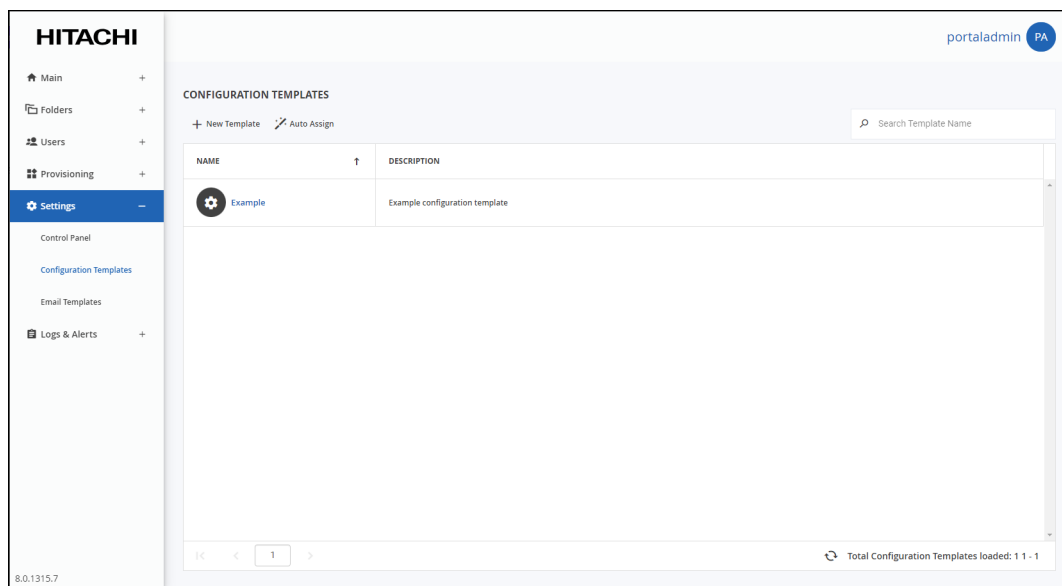 HITACHI
portaladmin PA
Main +
Folders +
Users +
Provisioning +
Settings −
Control Panel
Configuration Templates
Email Templates
Logs & Alerts +
8.0.1315.7
CONFIGURATION TEMPLATES
+ New Template Auto Assign Search Template Name
NAME ↑ DESCRIPTION
Example Example configuration template
1 Total Configuration Templates loaded: 1 1 - 1